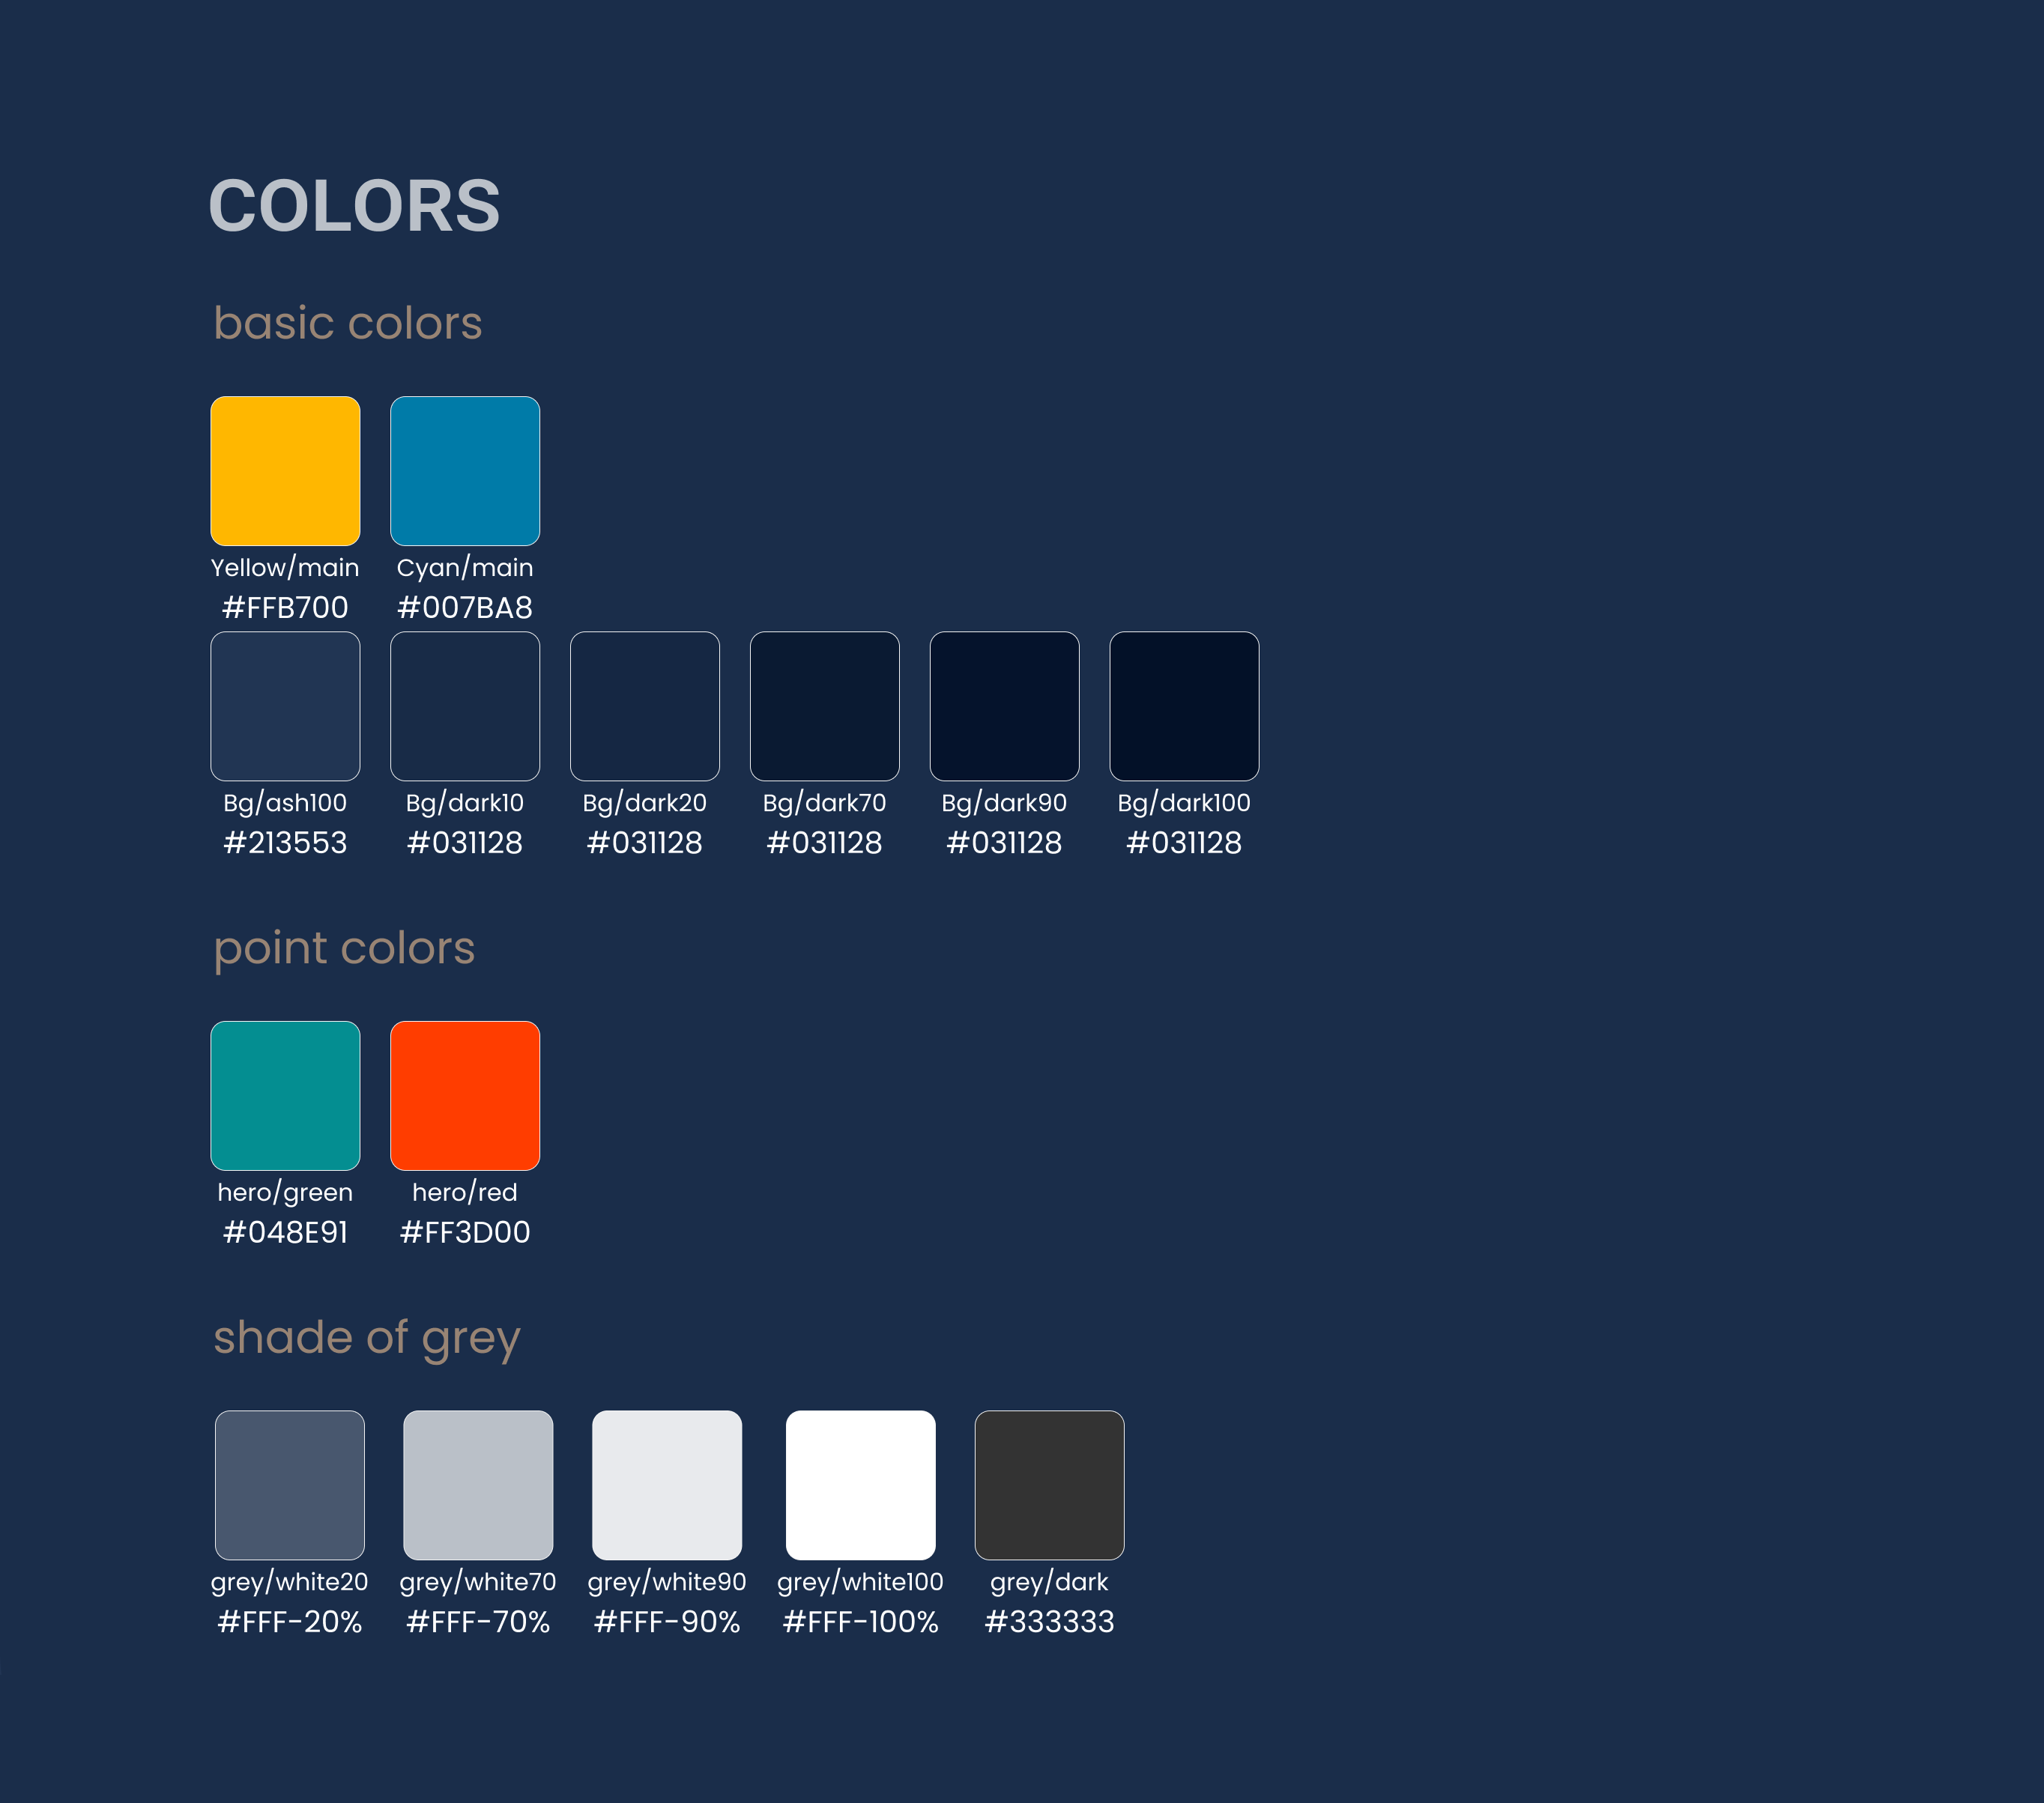 COLORS
basic colors
Yellow/main Cyan/main
#FFB700 #007BA8
Bg/ash100 Bg/dark10 Bg/dark20 Bg/dark70 Bg/dark90 Bg/dark100
#213553 #031128 #031128 #031128 #031128 #031128
point colors
hero/green hero/red
#048E91 #FF3D00
shade of grey
grey/white20 grey/white70 grey/white90 grey/white100 grey/dark
#FFF-20% #FFF-70% #FFF-90% #FFF-100% #333333